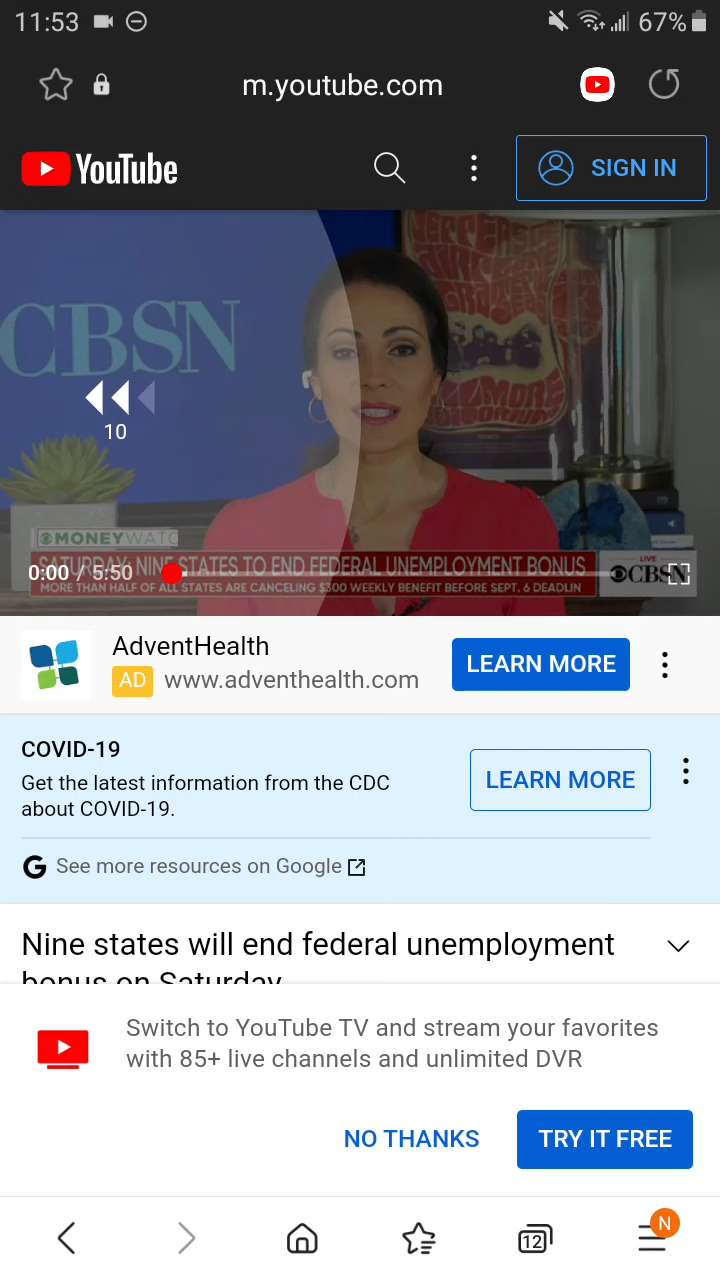 11:53
67%
m.youtube.com
YouTube
SIGN IN
CBSN
10
MONEYWATC
SATURDAY, NINE STATES TO END FEDERAL UNEMPLOYMENT BONUS
LIVE
CBSN
0:00 / 5:50
MORE THAN HALF OF ALL STATES ARE CANCELING $300 WEEKLY BENEFIT BEFORE SEPT. 6 DEADLIN
AdventHealth
LEARN MORE
AD www.adventhealth.com
COVID-19
Get the latest information from the CDC
about COVID-19.
LEARN MORE
G See more resources on Google
Nine states will end federal unemployment
bonus on Saturday
Switch to YouTube TV and stream your favorites
with 85+ live channels and unlimited DVR
NO THANKS
TRY IT FREE
12
N